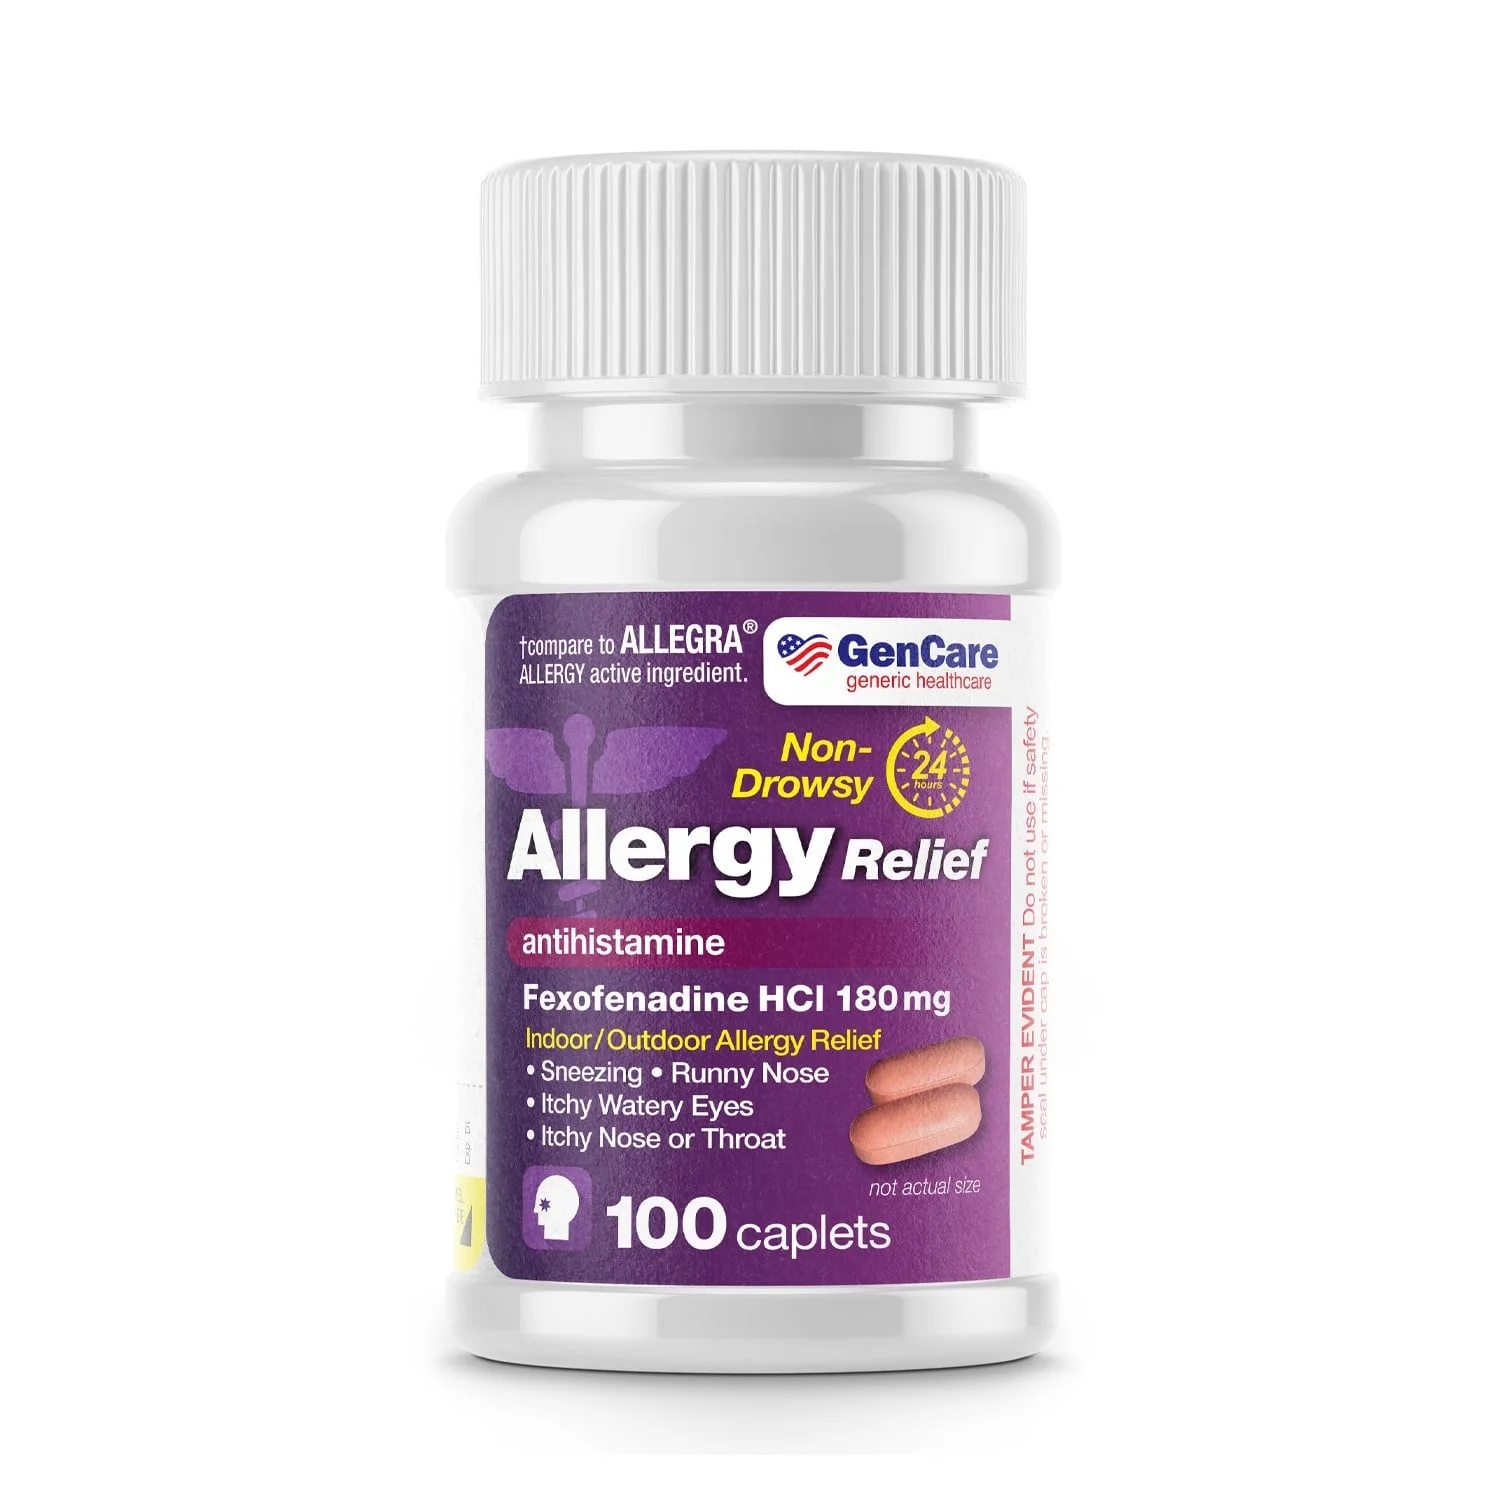 †compare to ALLEGRA®
ALLERGY active ingredient.
GenCare
generic healthcare
Non-
Drowsy
24
hours
Allergy Relief
antihistamine
Fexofenadine HCl 180 mg
Indoor/Outdoor Allergy Relief
• Sneezing • Runny Nose
• Itchy Watery Eyes
• Itchy Nose or Throat
not actual size
100 caplets
TAMPER EVIDENT Do not use if safety
seal under cap is broken or missing.